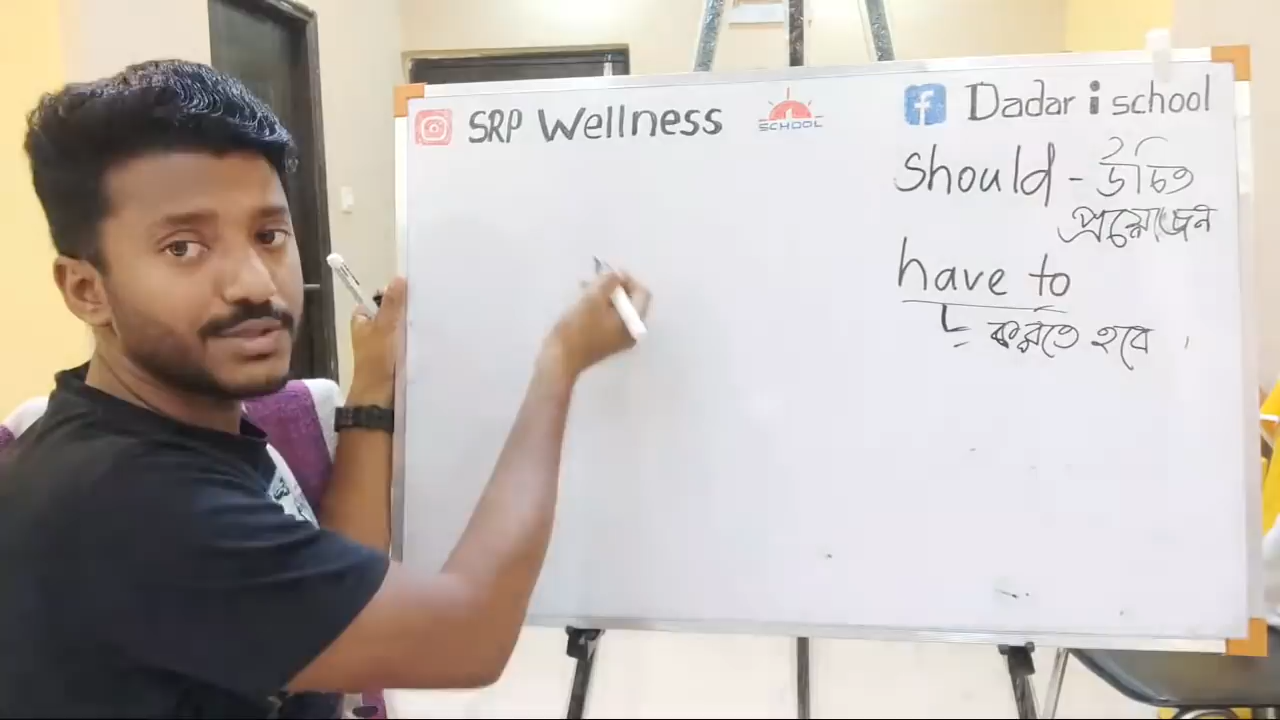 SRP Wellness
SCHOOL
Dadar i school
Should - উচিত
প্রয়োজন
have to
করতে হবে